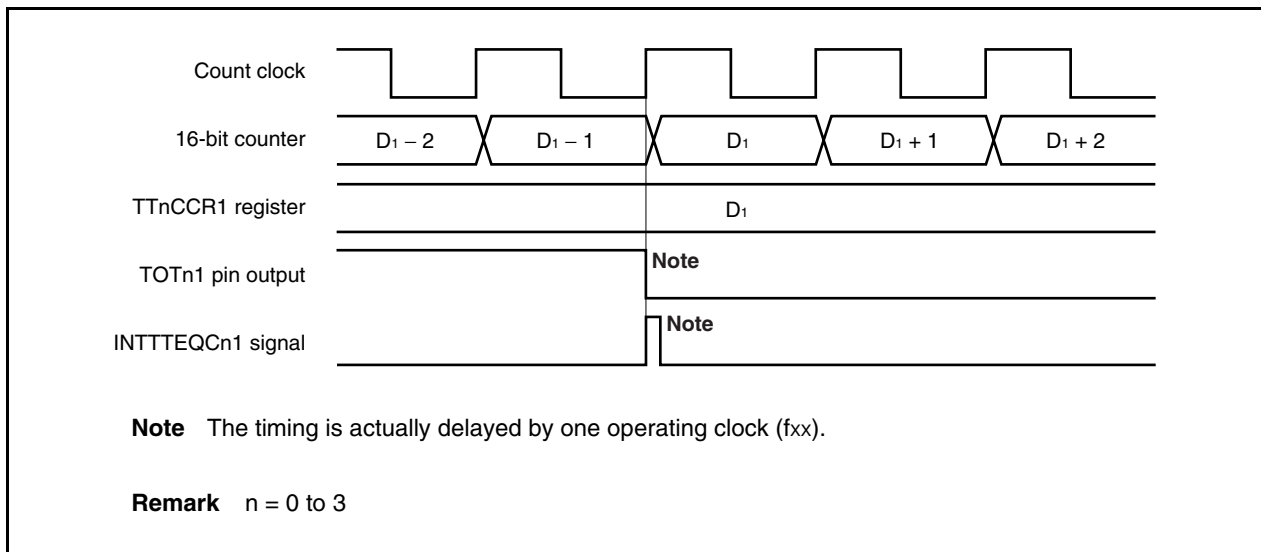 Count clock
16-bit counter D₁ – 2 D₁ – 1 D₁ D₁ + 1 D₁ + 2
TTnCCR1 register D₁
TOTn1 pin output Note
INTTTEQCn1 signal Note
Note The timing is actually delayed by one operating clock (fxx).
Remark n = 0 to 3